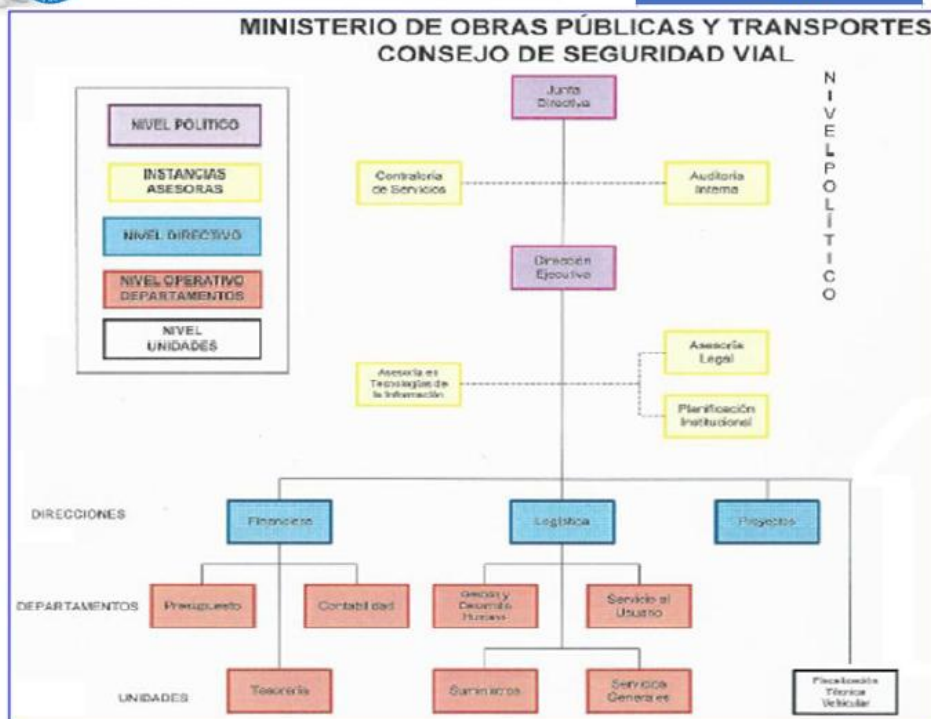 MINISTERIO DE OBRAS PÚBLICAS Y TRANSPORTES
CONSEJO DE SEGURIDAD VIAL
NIVEL POLÍTICO
Junta
Directiva
NIVEL POLITICO
INSTANCIAS
ASESORAS
NIVEL DIRECTIVO
NIVEL OPERATIVO
DEPARTAMENTOS
NIVEL
UNIDADES
Contraloría
de Servicios
Auditoria
Interna
Dirección
Ejecutiva
Asesoría en
Tecnologías de
la Información
Asesoría
Legal
Planificación
Institucional
DIRECCIONES
Financiera
Logística
Proyectos
DEPARTAMENTOS
Presupuesto
Contabilidad
Gestión y
Desarrollo
Humano
Servicio al
Usuario
UNIDADES
Tesorería
Suministros
Servicios
Generales
Fiscalización
Técnica
Vehicular